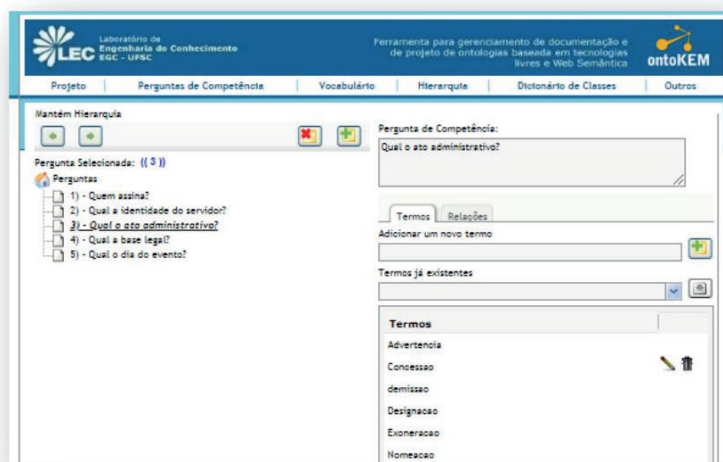 LEC
Laboratório de
Engenharia do Conhecimento
EGC - UFSC
Ferramenta para gerenciamento de documentação e
de projeto de ontologias baseada em tecnologias
livres e Web Semântica
ontoKEM
Projeto | Perguntas de Competência | Vocabulário | Hierarquia | Dicionário de Classes | Outros
Mantém Hierarquia
Pergunta Selecionada: (( 3 ))
Perguntas
1) - Quem assina?
2) - Qual a identidade do servidor?
3) - Qual o ato administrativo?
4) - Qual a base legal?
5) - Qual o dia do evento?
Pergunta de Competência:
Qual o ato administrativo?
Termos Relações
Adicionar um novo termo
Termos já existentes
Termos
Advertencia
Concessao
demissao
Designacao
Exoneracao
Nomeacao